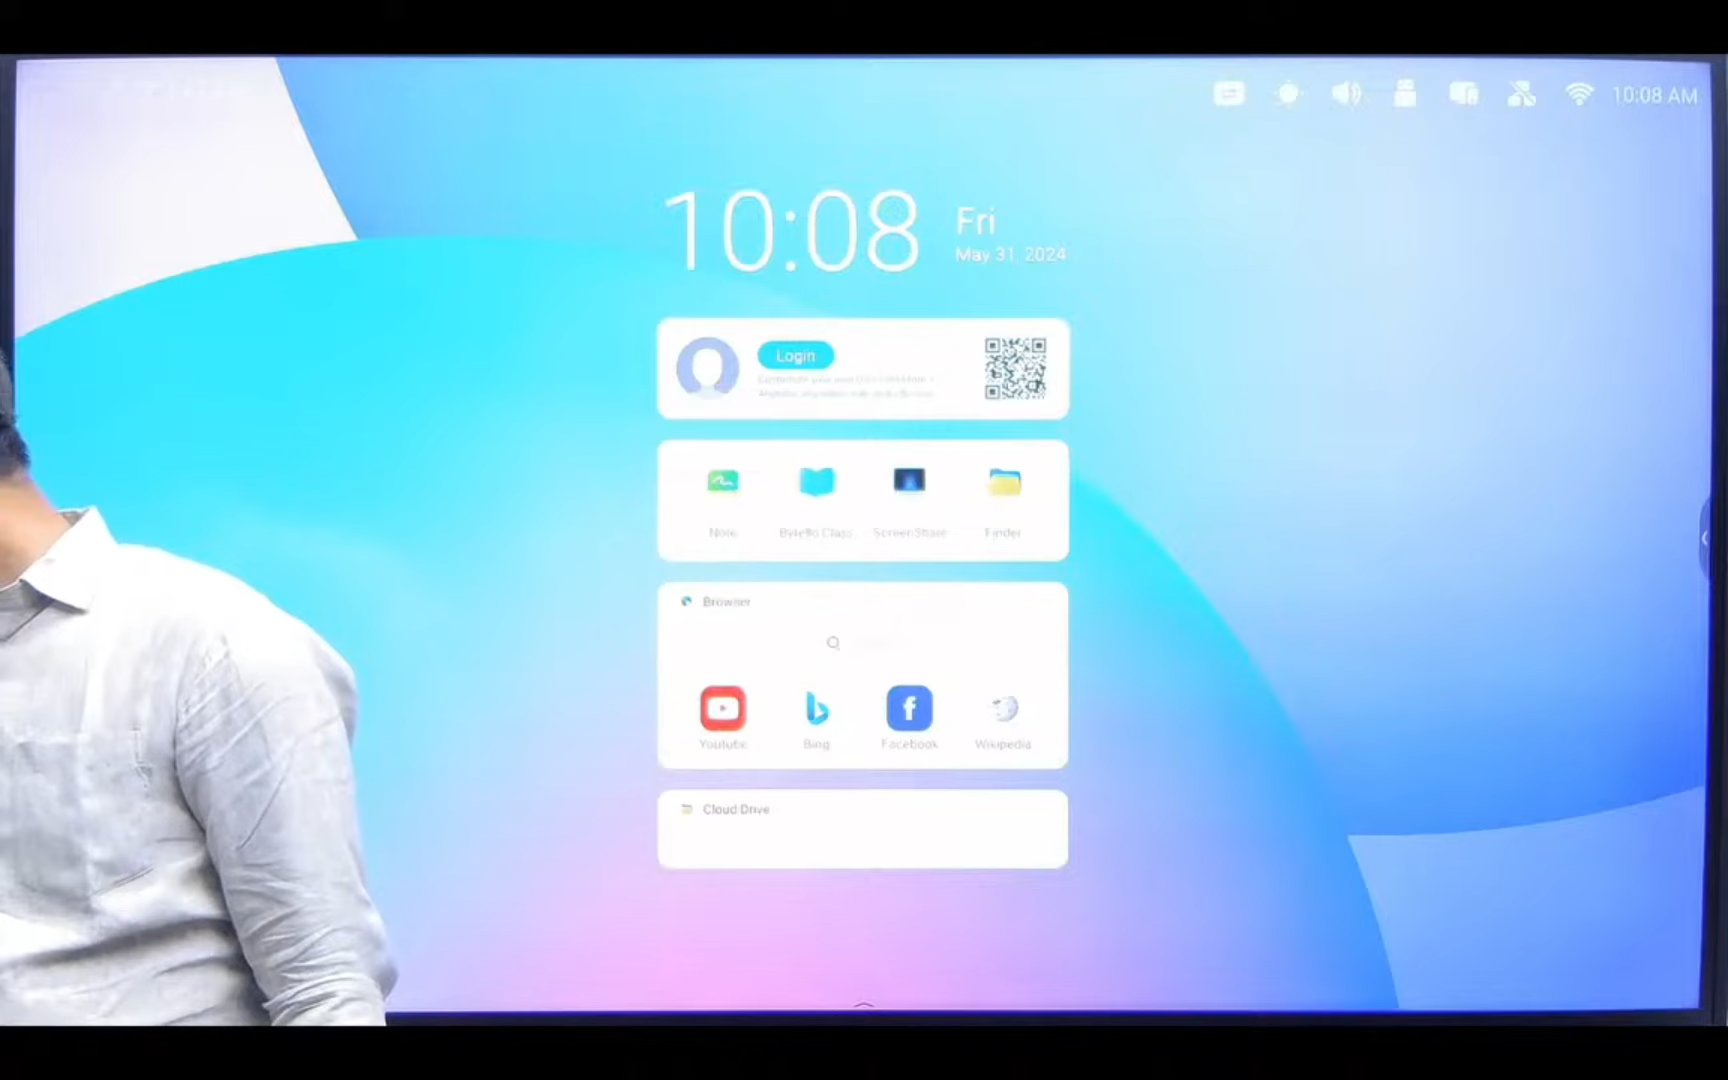 10:08 AM
10:08
Fri
May 31, 2024
Login
Note
Bytello Class
ScreenShare
Finder
Browser
Youtube
Bing
Facebook
Wikipedia
Cloud Drive